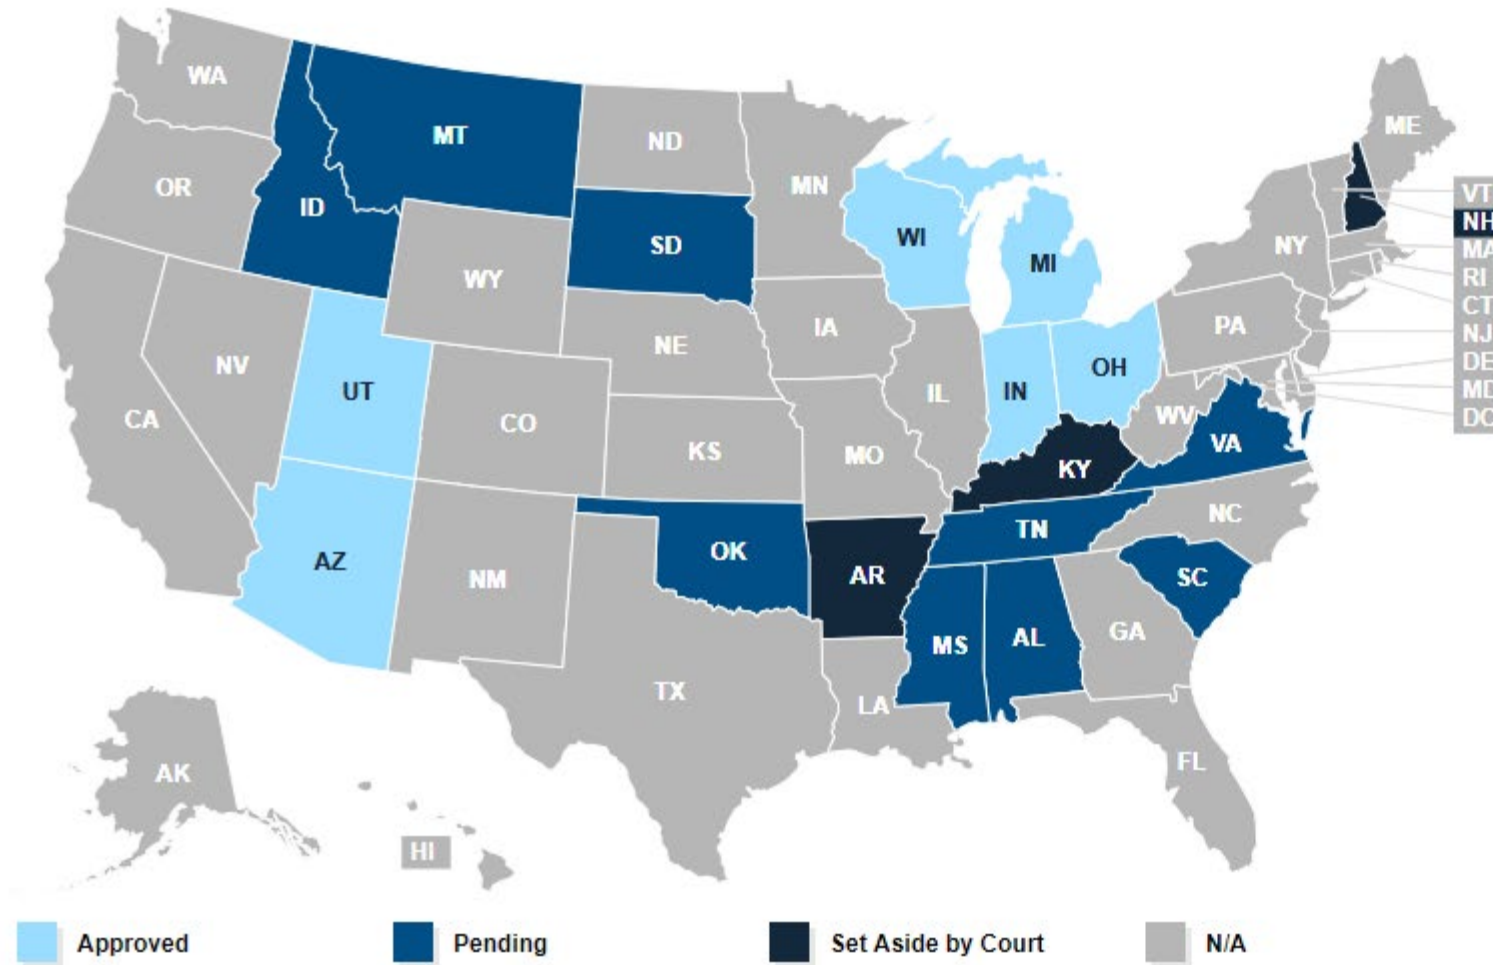 WA
MT
ND
MN
ME
OR
ID
SD
WI
MI
NY
VT
NH
MA
RI
CT
NJ
DE
MD
DC
WY
NV
UT
CA
CO
NE
IA
IL
IN
OH
PA
WV
VA
KS
MO
KY
AZ
NM
OK
AR
TN
NC
SC
MS
AL
GA
TX
LA
FL
AK
HI
Approved
Pending
Set Aside by Court
N/A